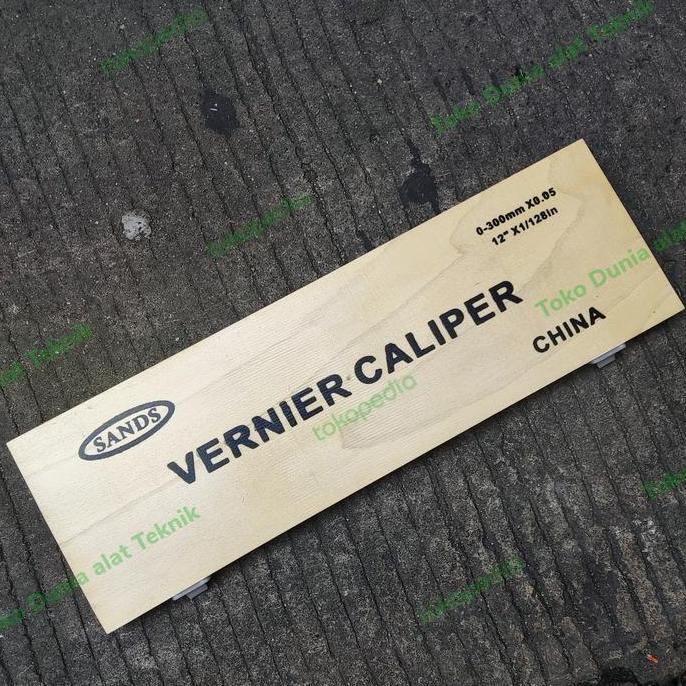 0-300mm X0.05
12" X1/128In
VERNIER CALIPER
CHINA
SANDS
tokopedia
Toko Dunia alat Teknik
tokopedia
Toko Dunia alat
Teknik
tokopedia
Dunia alat Teknik
tokopedia